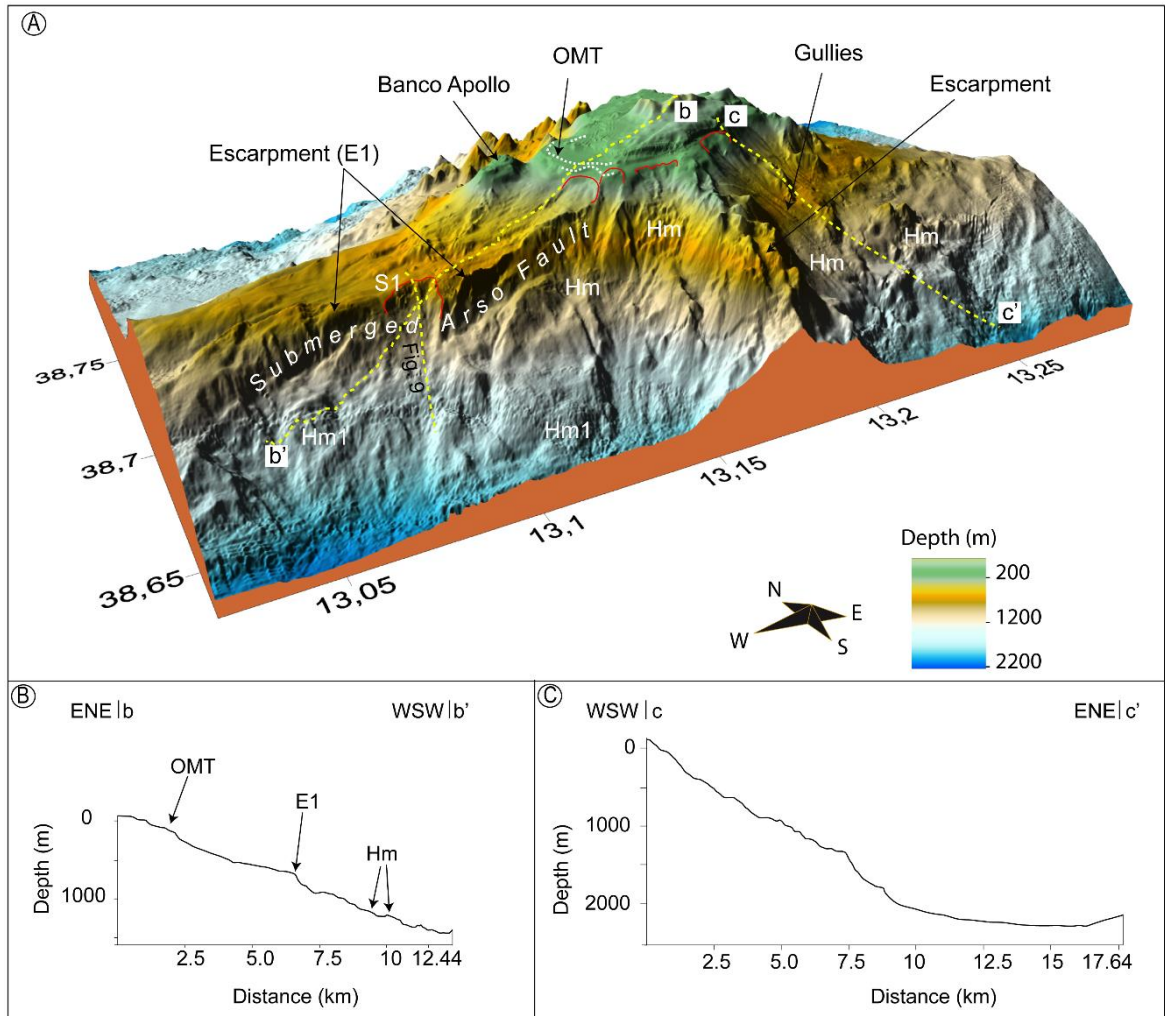 A
OMT
Gullies
Banco Apollo
b
c
Escarpment
Escarpment (E1)
Hm
Hm
Hm
Hm
S1
Submerged Arso Fault
Fig. 9
c'
Hm1
Hm1
b'
38,75
38,7
38,65
13,05
13,1
13,15
13,2
13,25
Depth (m)
200
1200
2200
N
E
W
S
B
ENE | b
WSW | b'
OMT
E1
Hm
0
1000
Depth (m)
2.5 5.0 7.5 10 12.44
Distance (km)
C
WSW | c
ENE | c'
0
1000
2000
Depth (m)
2.5 5.0 7.5 10 12.5 15 17.64
Distance (km)